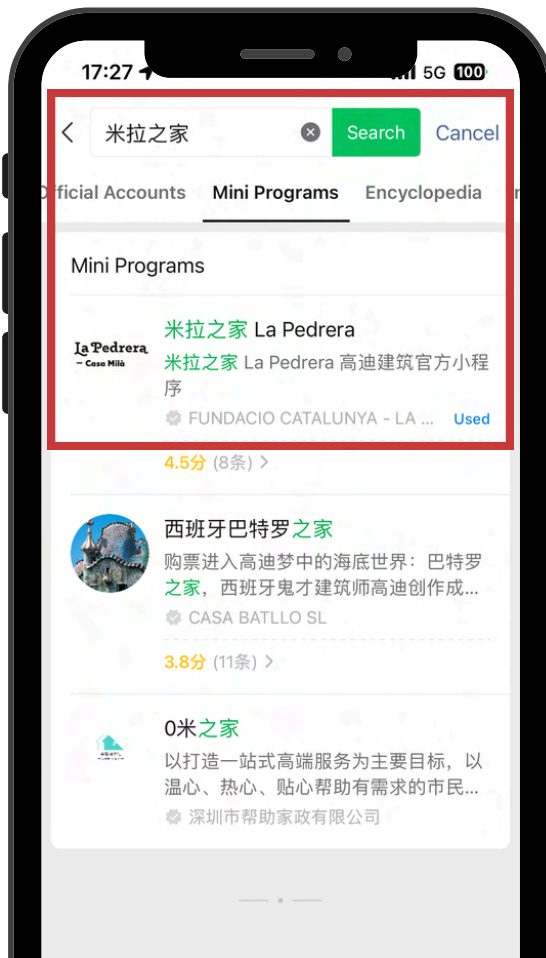 17:27
5G 100
米拉之家 Search Cancel
fficial Accounts Mini Programs Encyclopedia
Mini Programs
La Pedrera
– Casa Milà
米拉之家 La Pedrera
米拉之家 La Pedrera 高迪建筑官方小程
序
FUNDACIO CATALUNYA - LA ... Used
4.5分 (8条)
西班牙巴特罗之家
购票进入高迪梦中的海底世界：巴特罗
之家，西班牙鬼才建筑师高迪创作成...
CASA BATLLO SL
3.8分 (11条)
0米之家
以打造一站式高端服务为主要目标，以
温心、热心、贴心帮助有需求的市民...
深圳市帮助家政有限公司